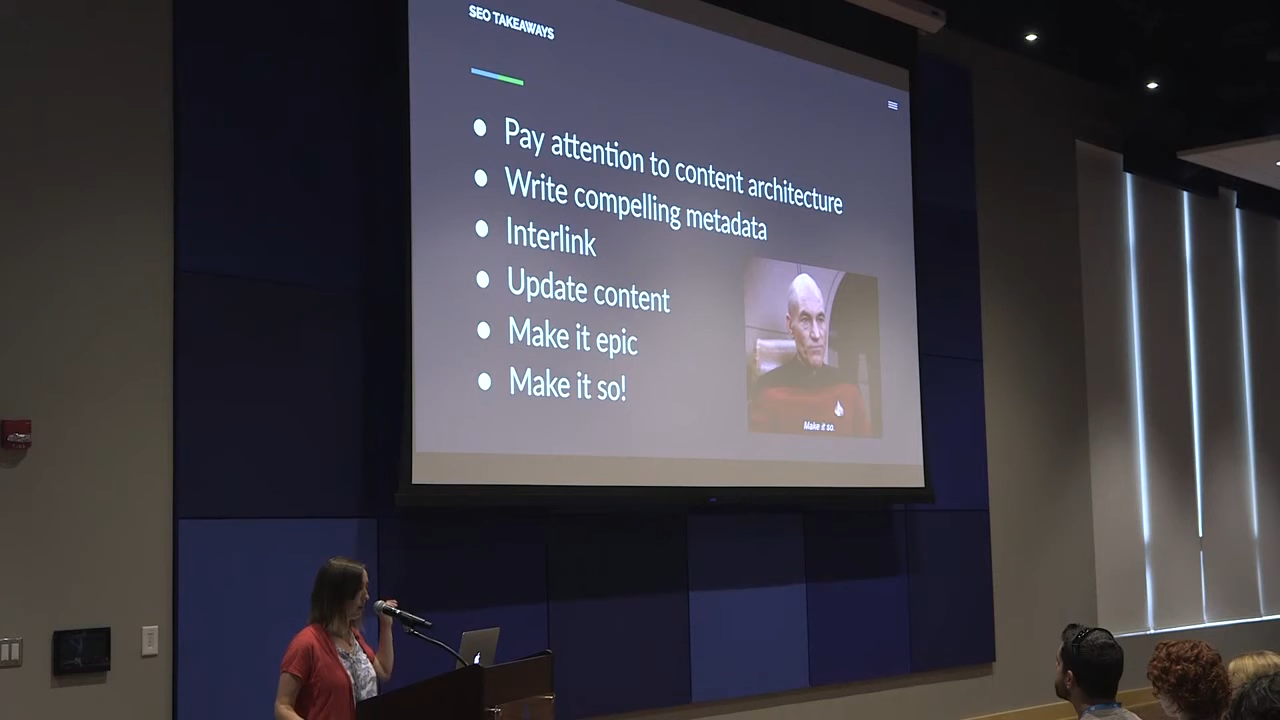 SEO TAKEAWAYS
Pay attention to content architecture
Write compelling metadata
Interlink
Update content
Make it epic
Make it so!
Make it so.